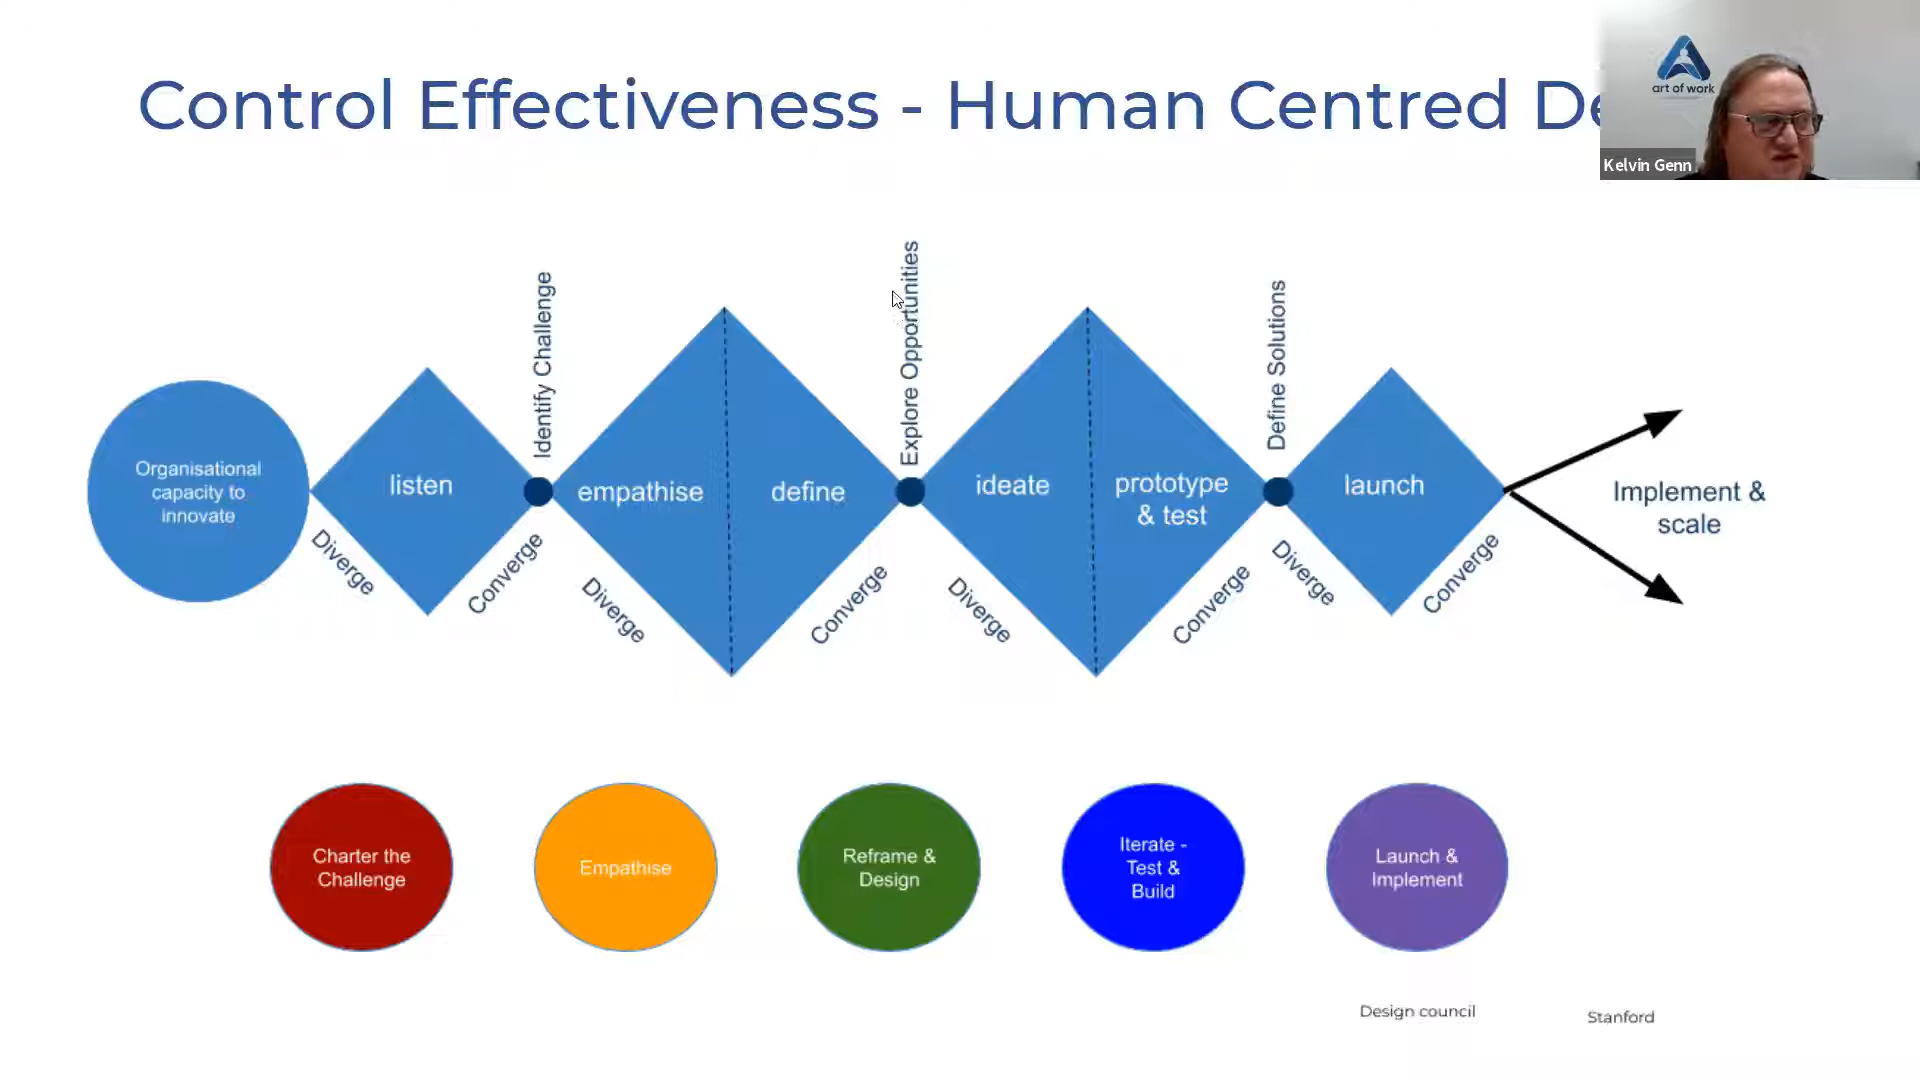 Control Effectiveness - Human Centred De
art of work
Kelvin Genn
Identify Challenge
Explore Opportunities
Define Solutions
Organisational
capacity to
innovate
listen
empathise
define
ideate
prototype
& test
launch
Implement &
scale
Diverge
Converge
Diverge
Converge
Diverge
Converge
Diverge
Converge
Charter the
Challenge
Empathise
Reframe &
Design
Iterate -
Test &
Build
Launch &
Implement
Design council
Stanford